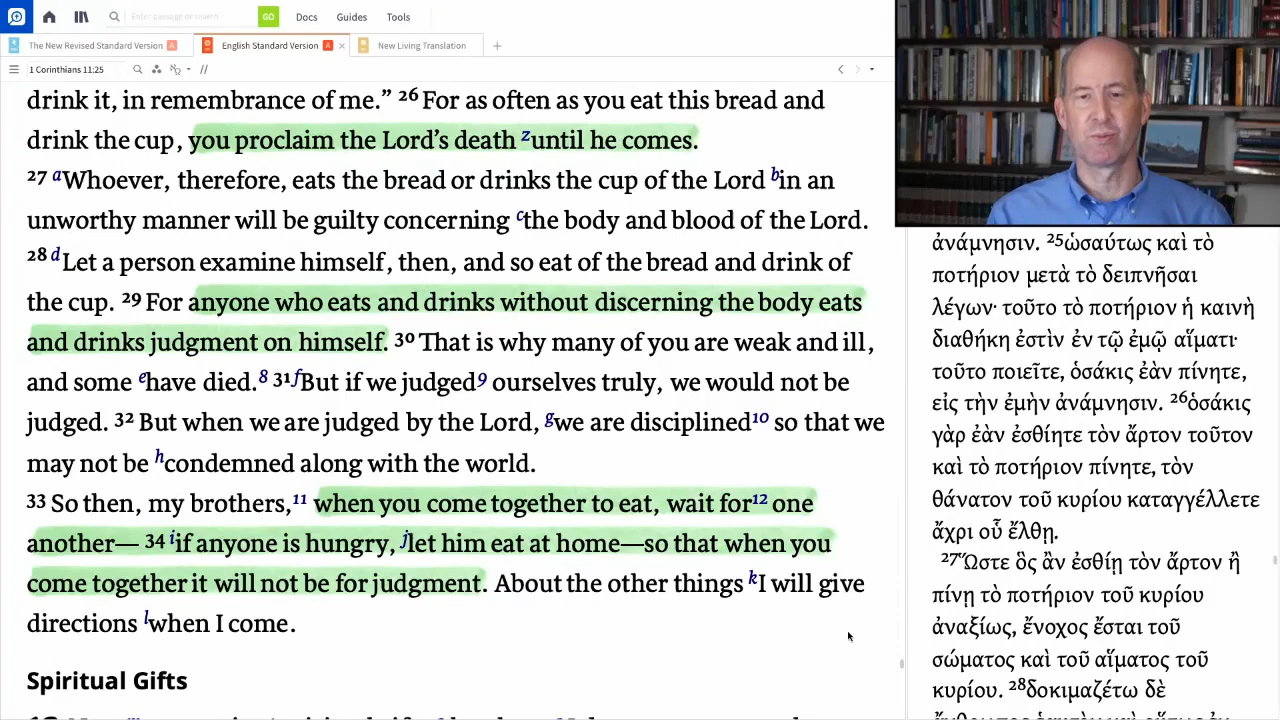 Enter passage or search
GO
Docs
Guides
Tools
The New Revised Standard Version A
English Standard Version A
New Living Translation
1 Corinthians 11:25
drink it, in remembrance of me.” 26 For as often as you eat this bread and
drink the cup, you proclaim the Lord’s death z until he comes.
27 a Whoever, therefore, eats the bread or drinks the cup of the Lord b in an
unworthy manner will be guilty concerning c the body and blood of the Lord.
28 d Let a person examine himself, then, and so eat of the bread and drink of
the cup. 29 For anyone who eats and drinks without discerning the body eats
and drinks judgment on himself. 30 That is why many of you are weak and ill,
and some e have died.8 31 f But if we judged9 ourselves truly, we would not be
judged. 32 But when we are judged by the Lord, g we are disciplined10 so that we
may not be h condemned along with the world.
33 So then, my brothers,11 when you come together to eat, wait for12 one
another— 34 i if anyone is hungry, j let him eat at home—so that when you
come together it will not be for judgment. About the other things k I will give
directions l when I come.
Spiritual Gifts
ἀνάμνησιν. 25 ὡσαύτως καὶ τὸ
ποτήριον μετὰ τὸ δειπνῆσαι
λέγων· τοῦτο τὸ ποτήριον ἡ καινὴ
διαθήκη ἐστὶν ἐν τῷ ἐμῷ αἵματι·
τοῦτο ποιεῖτε, ὁσάκις ἐὰν πίνητε,
εἰς τὴν ἐμὴν ἀνάμνησιν. 26 ὁσάκις
γὰρ ἐὰν ἐσθίητε τὸν ἄρτον τοῦτον
καὶ τὸ ποτήριον πίνητε, τὸν
θάνατον τοῦ κυρίου καταγγέλλετε
ἄχρι οὗ ἔλθῃ.
27 Ὥστε ὃς ἂν ἐσθίῃ τὸν ἄρτον ἢ
πίνῃ τὸ ποτήριον τοῦ κυρίου
ἀναξίως, ἔνοχος ἔσται τοῦ
σώματος καὶ τοῦ αἵματος τοῦ
κυρίου. 28 δοκιμαζέτω δὲ